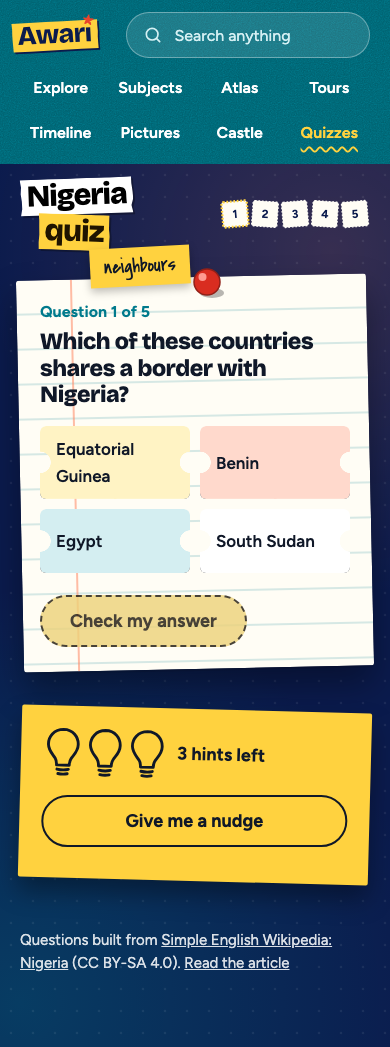 Awari
Search anything
Explore Subjects Atlas Tours
Timeline Pictures Castle Quizzes
Nigeria
quiz
1 2 3 4 5
neighbours
Question 1 of 5
Which of these countries
shares a border with
Nigeria?
Equatorial
Guinea
Benin
Egypt
South Sudan
Check my answer
3 hints left
Give me a nudge
Questions built from Simple English Wikipedia:
Nigeria (CC BY-SA 4.0). Read the article